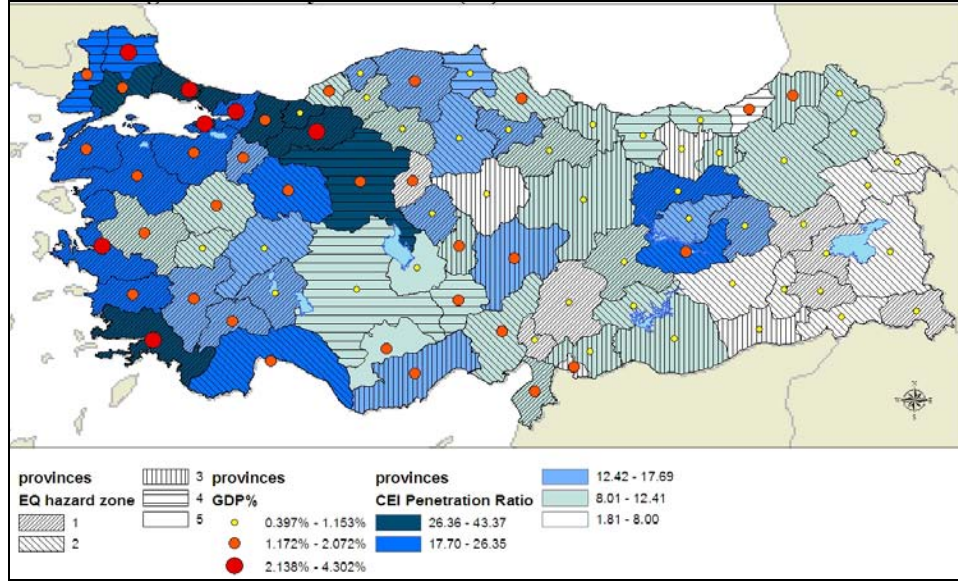 provinces
EQ hazard zone
1
2
3
4
5
provinces
GDP%
0.397% - 1.153%
1.172% - 2.072%
2.138% - 4.302%
provinces
CEI Penetration Ratio
26.36 - 43.37
17.70 - 26.35
12.42 - 17.69
8.01 - 12.41
1.81 - 8.00